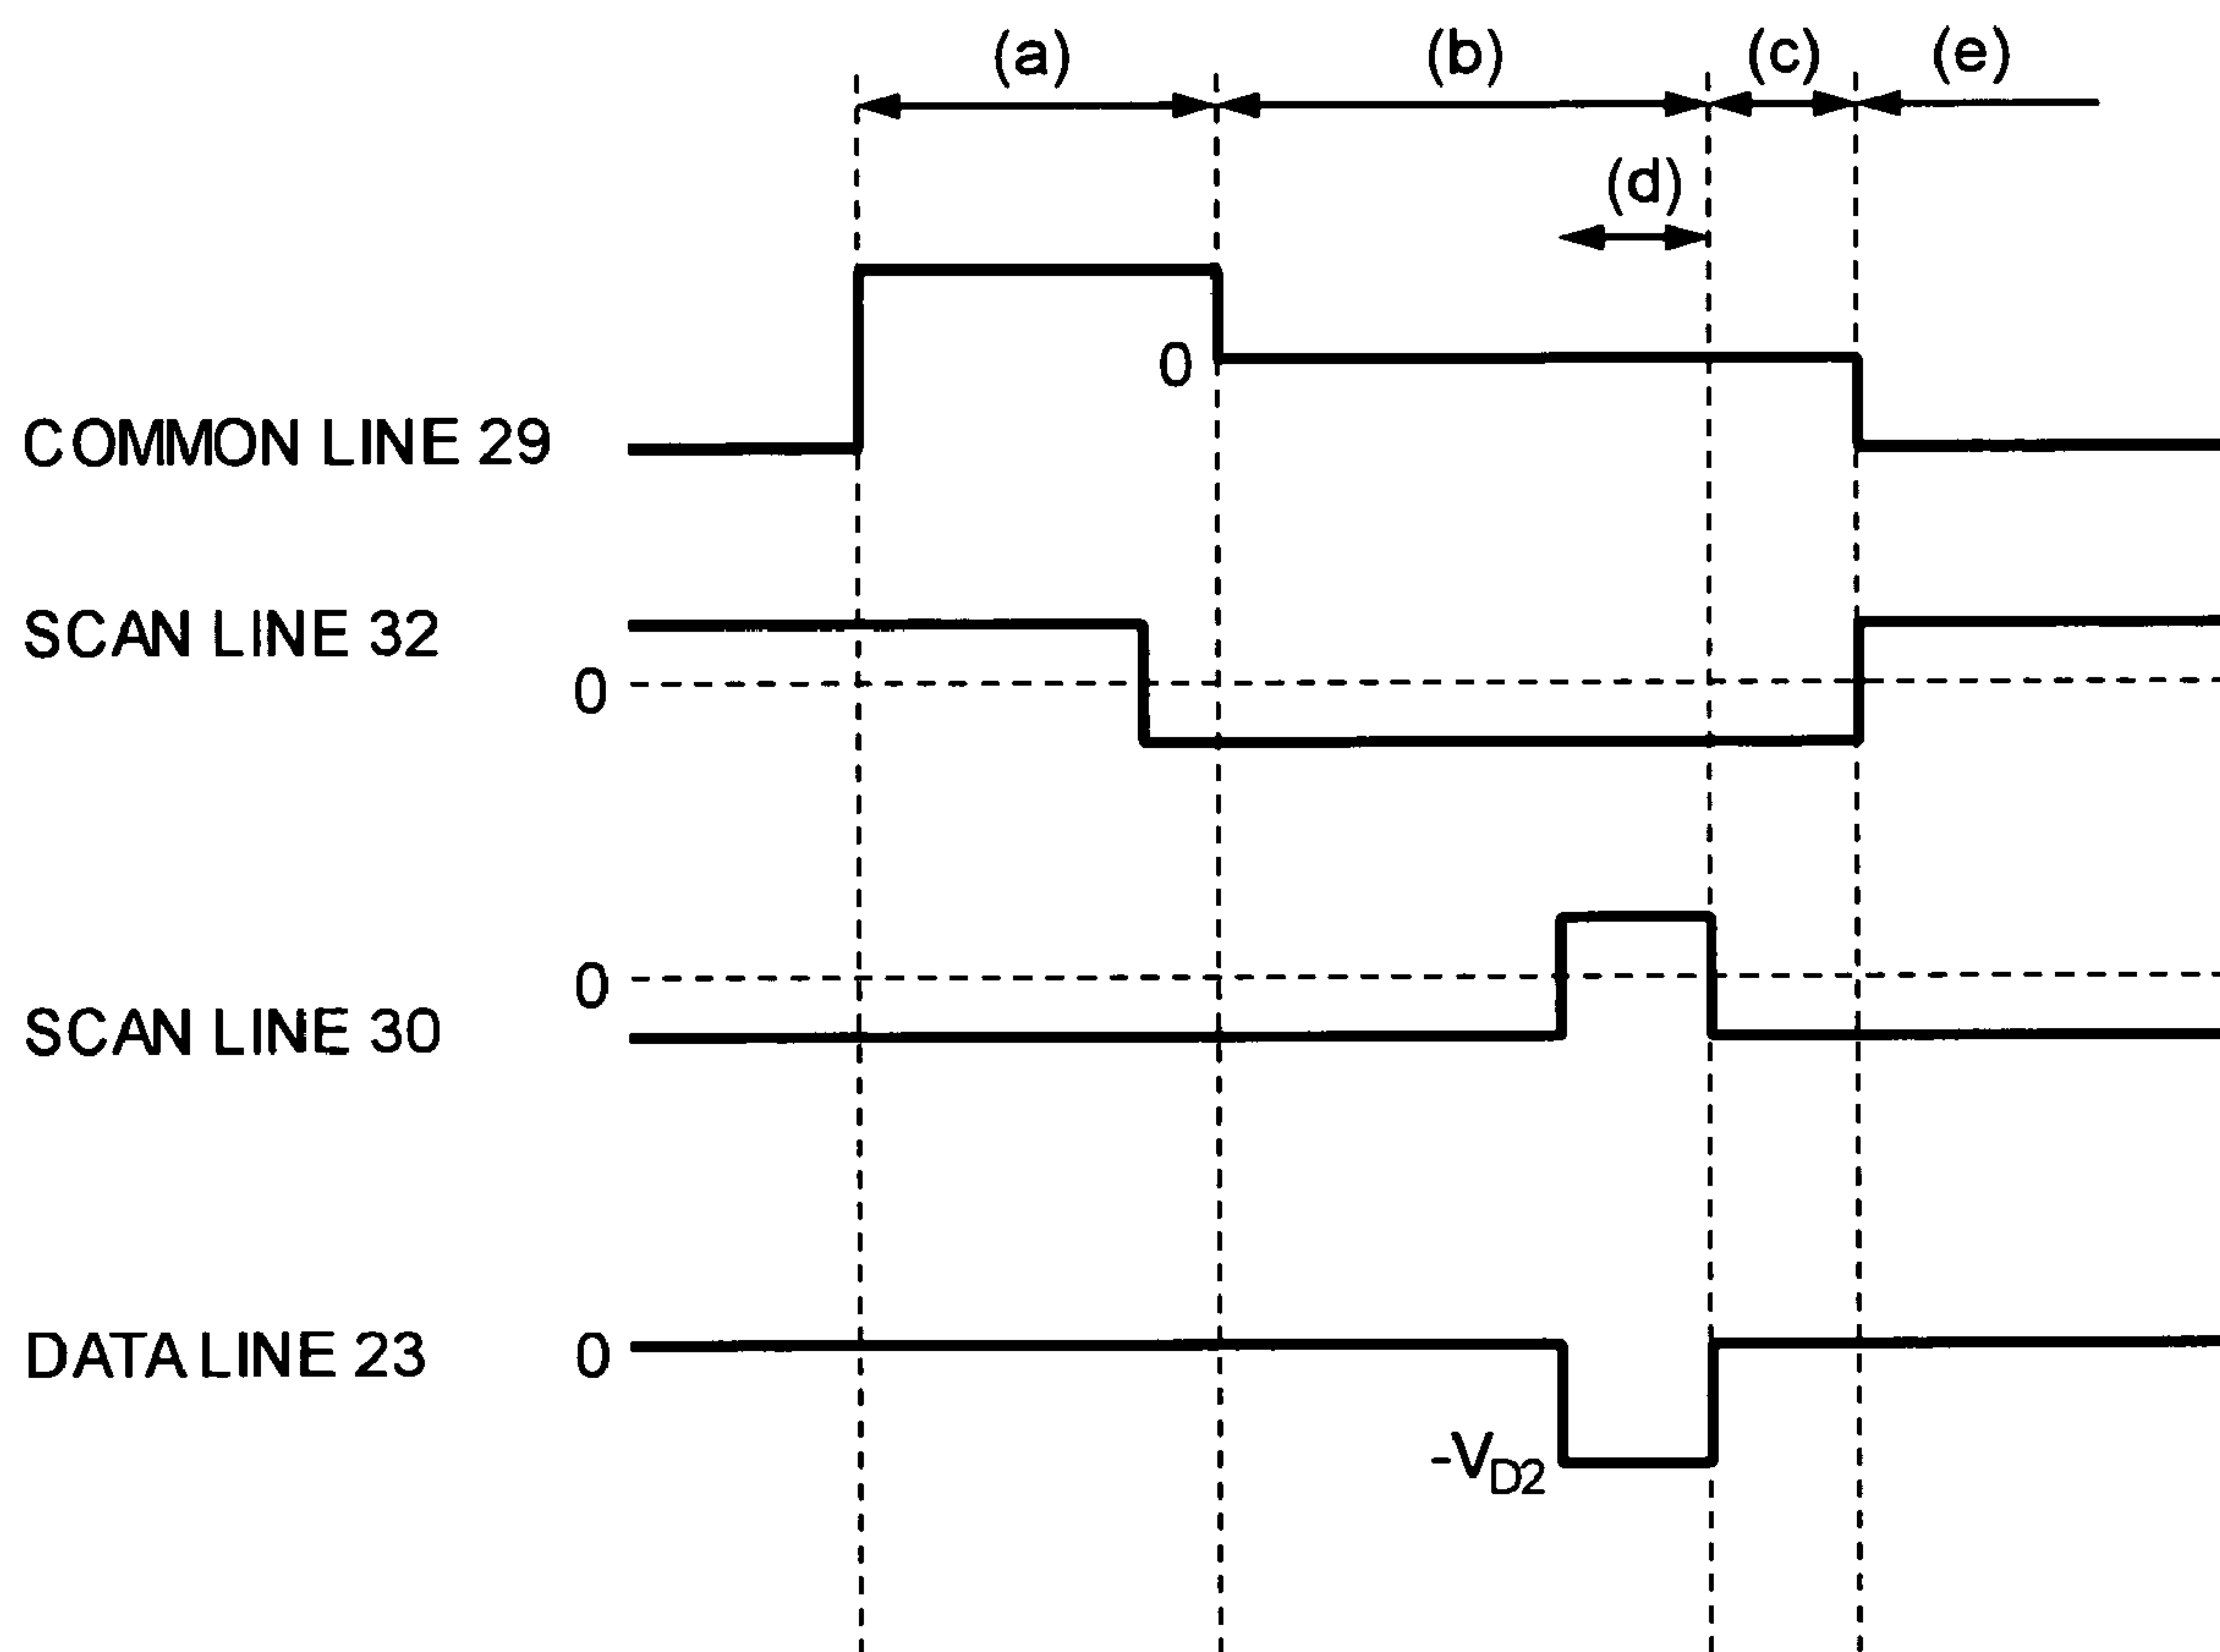 (a) (b) (c) (e)
(d)
0
COMMON LINE 29
SCAN LINE 32
0
0
SCAN LINE 30
DATA LINE 23 0
-VD2